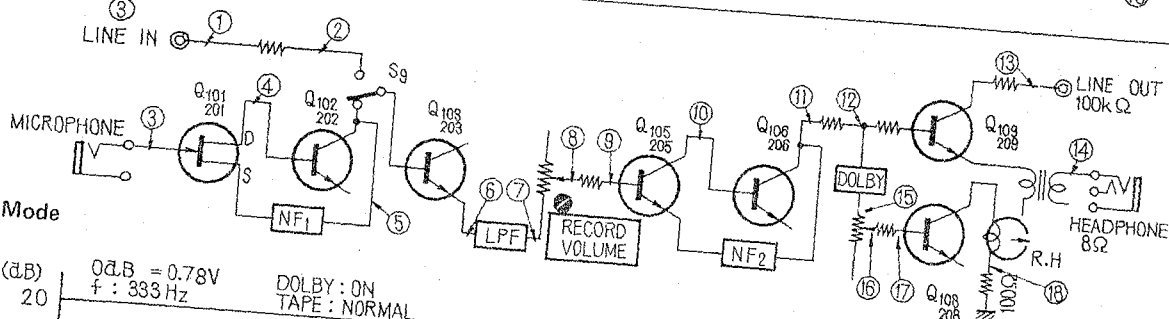 ③
LINE IN
①
②
S9
④
Q101
201
Q102
202
Q103
203
MICROPHONE
③
D
S
NF1
⑤
⑥
⑦
LPF
⑧
⑨
RECORD
VOLUME
Q105
205
⑩
Q106
206
NF2
⑪
⑫
DOLBY
⑮
⑯
⑰
Q108
208
Q109
209
⑬
LINE OUT
100kΩ
⑭
HEADPHONE
8Ω
R.H
100Ω
⑱
Mode
(dB)
20
0dB = 0.78V
f : 333 Hz
DOLBY : ON
TAPE : NORMAL